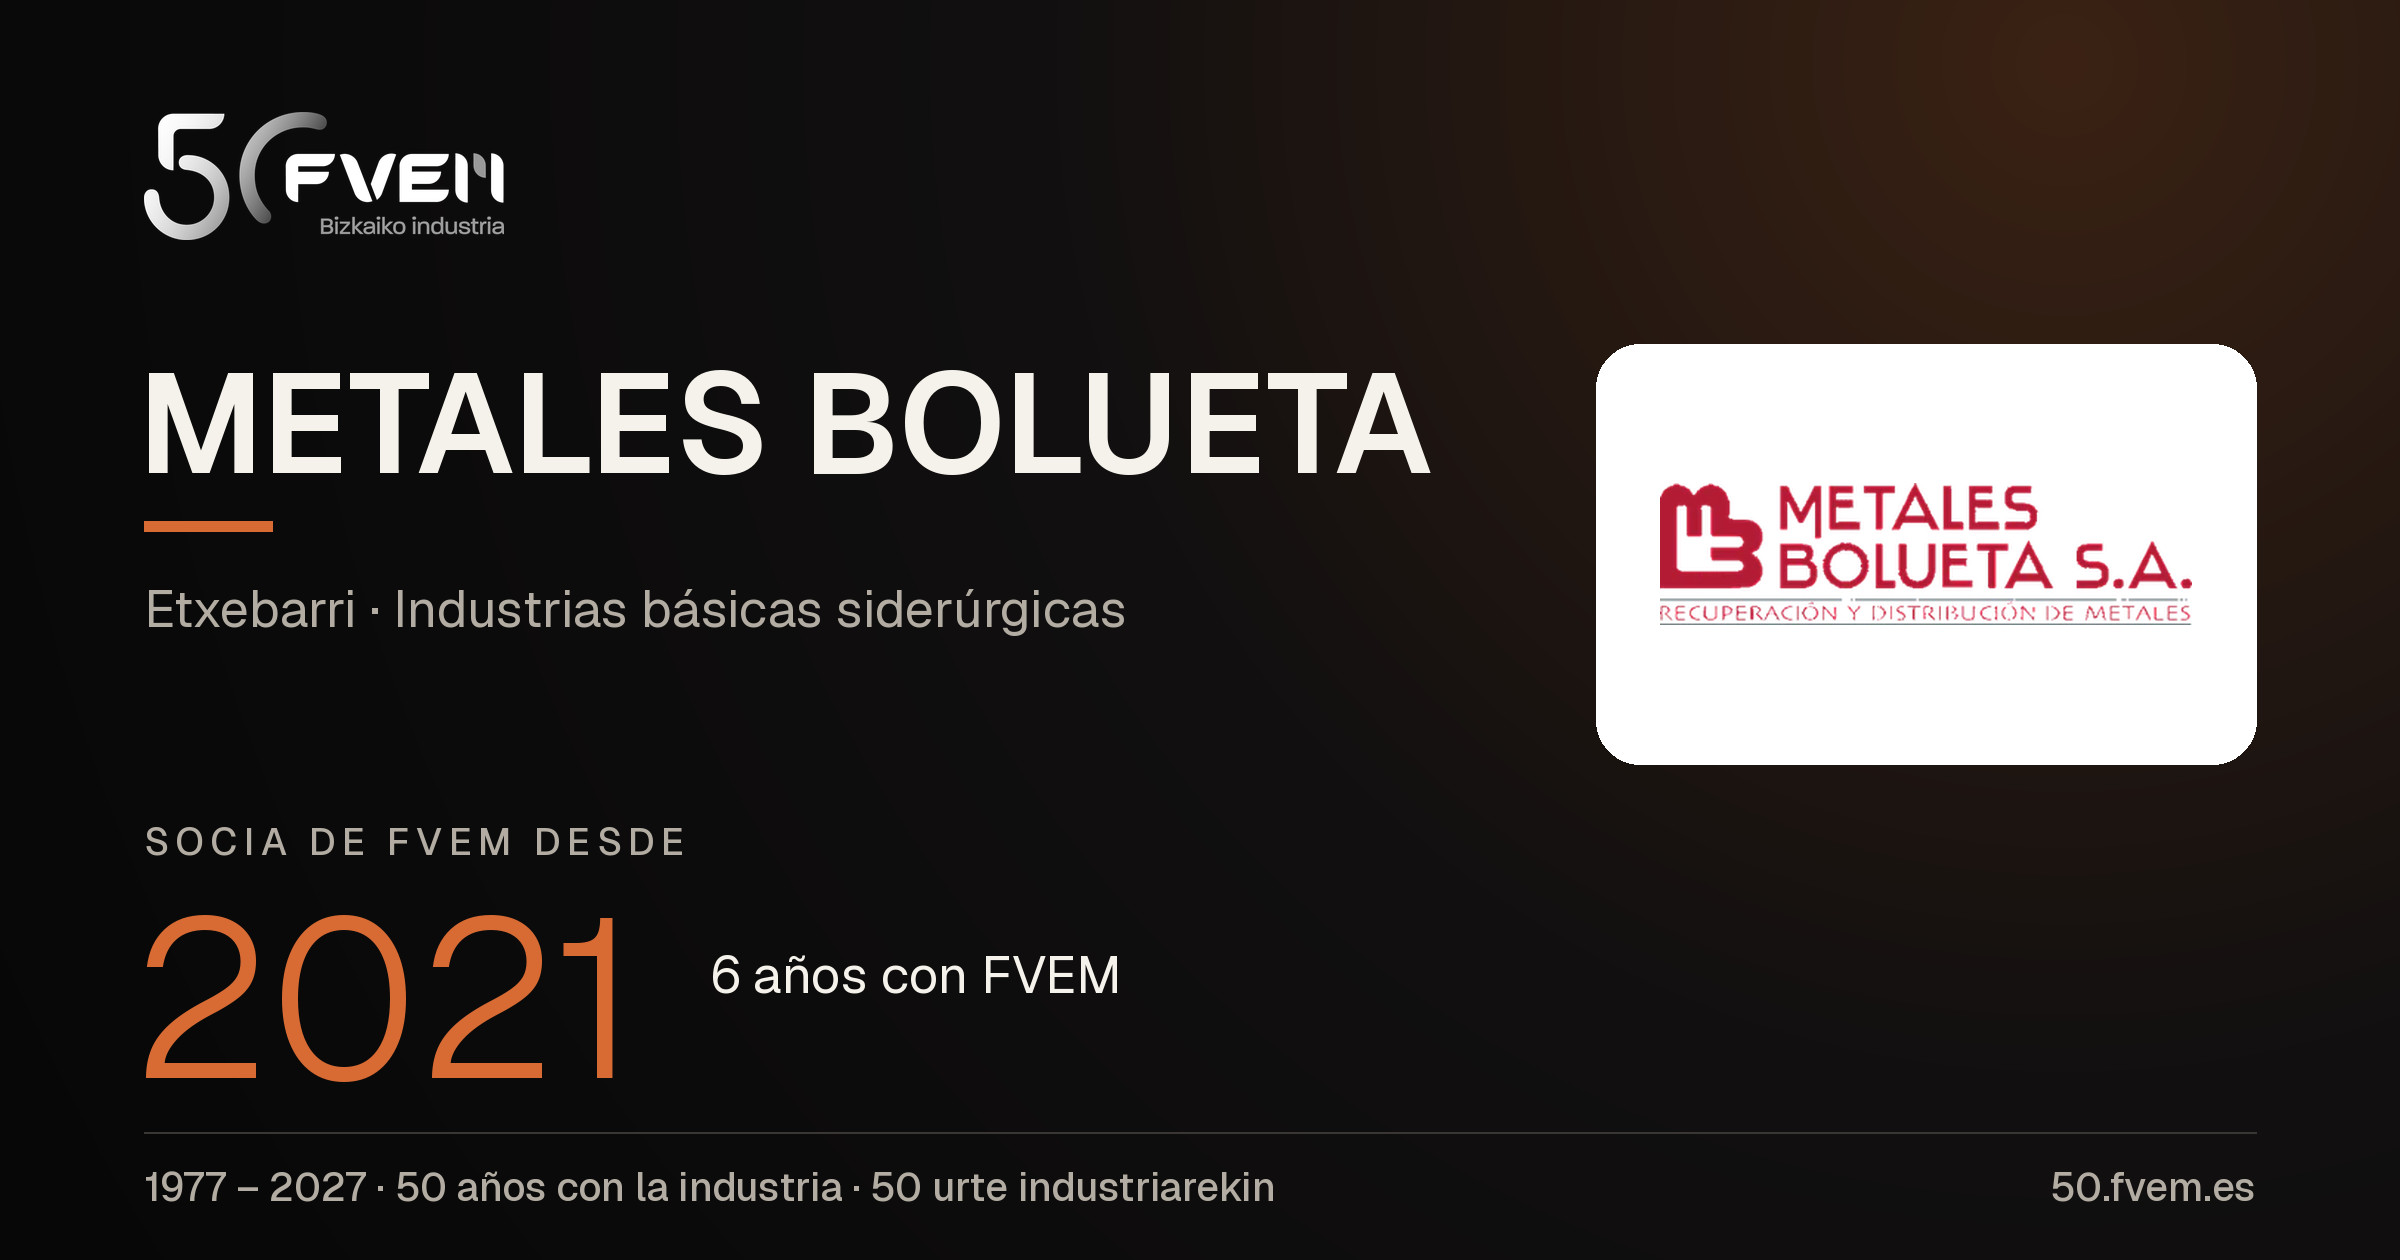 50 FVEM
Bizkaiko industria
METALES BOLUETA
Etxebarri · Industrias básicas siderúrgicas
METALES
BOLUETA S.A.
RECUPERACIÓN Y DISTRIBUCIÓN DE METALES
SOCIA DE FVEM DESDE
2021
6 años con FVEM
1977 – 2027 · 50 años con la industria · 50 urte industriarekin
50.fvem.es